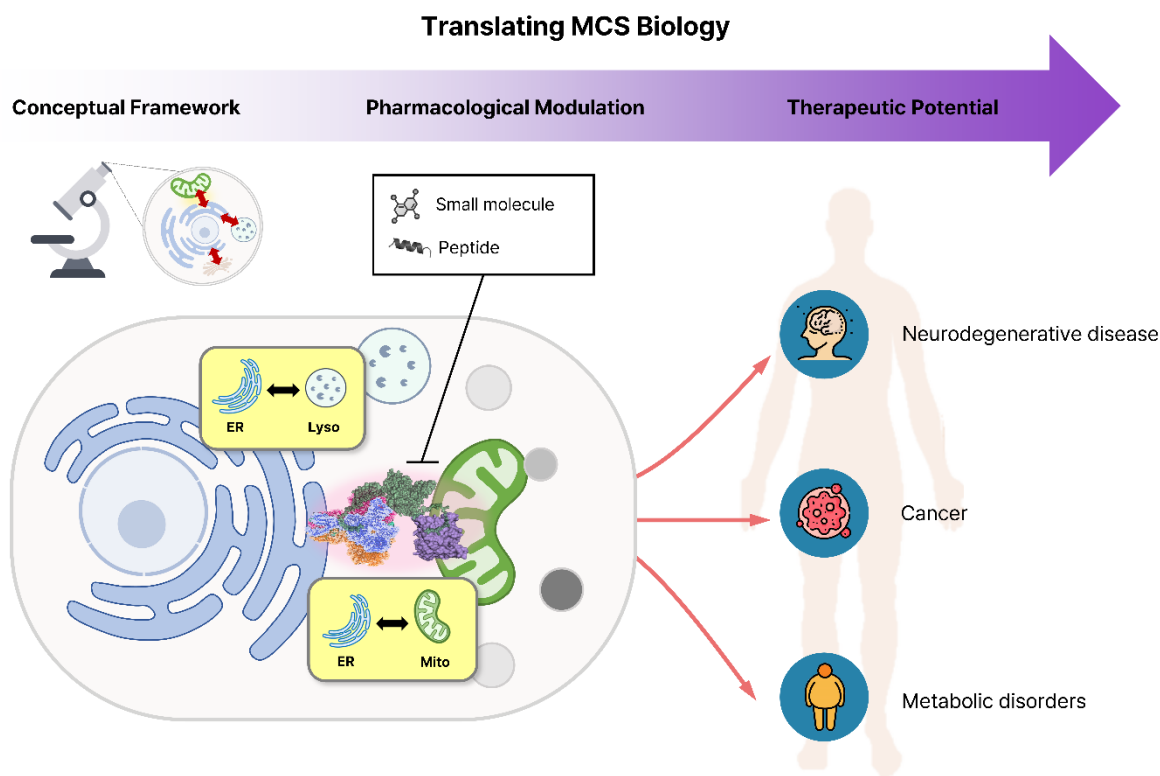 Translating MCS Biology
Conceptual Framework
Pharmacological Modulation
Therapeutic Potential
Small molecule
Peptide
ER
Lyso
ER
Mito
Neurodegenerative disease
Cancer
Metabolic disorders